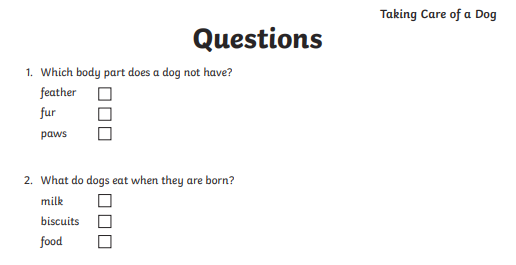 Taking Care of a Dog
Questions
1. Which body part does a dog not have?
feather
fur
paws
2. What do dogs eat when they are born?
milk
biscuits
food